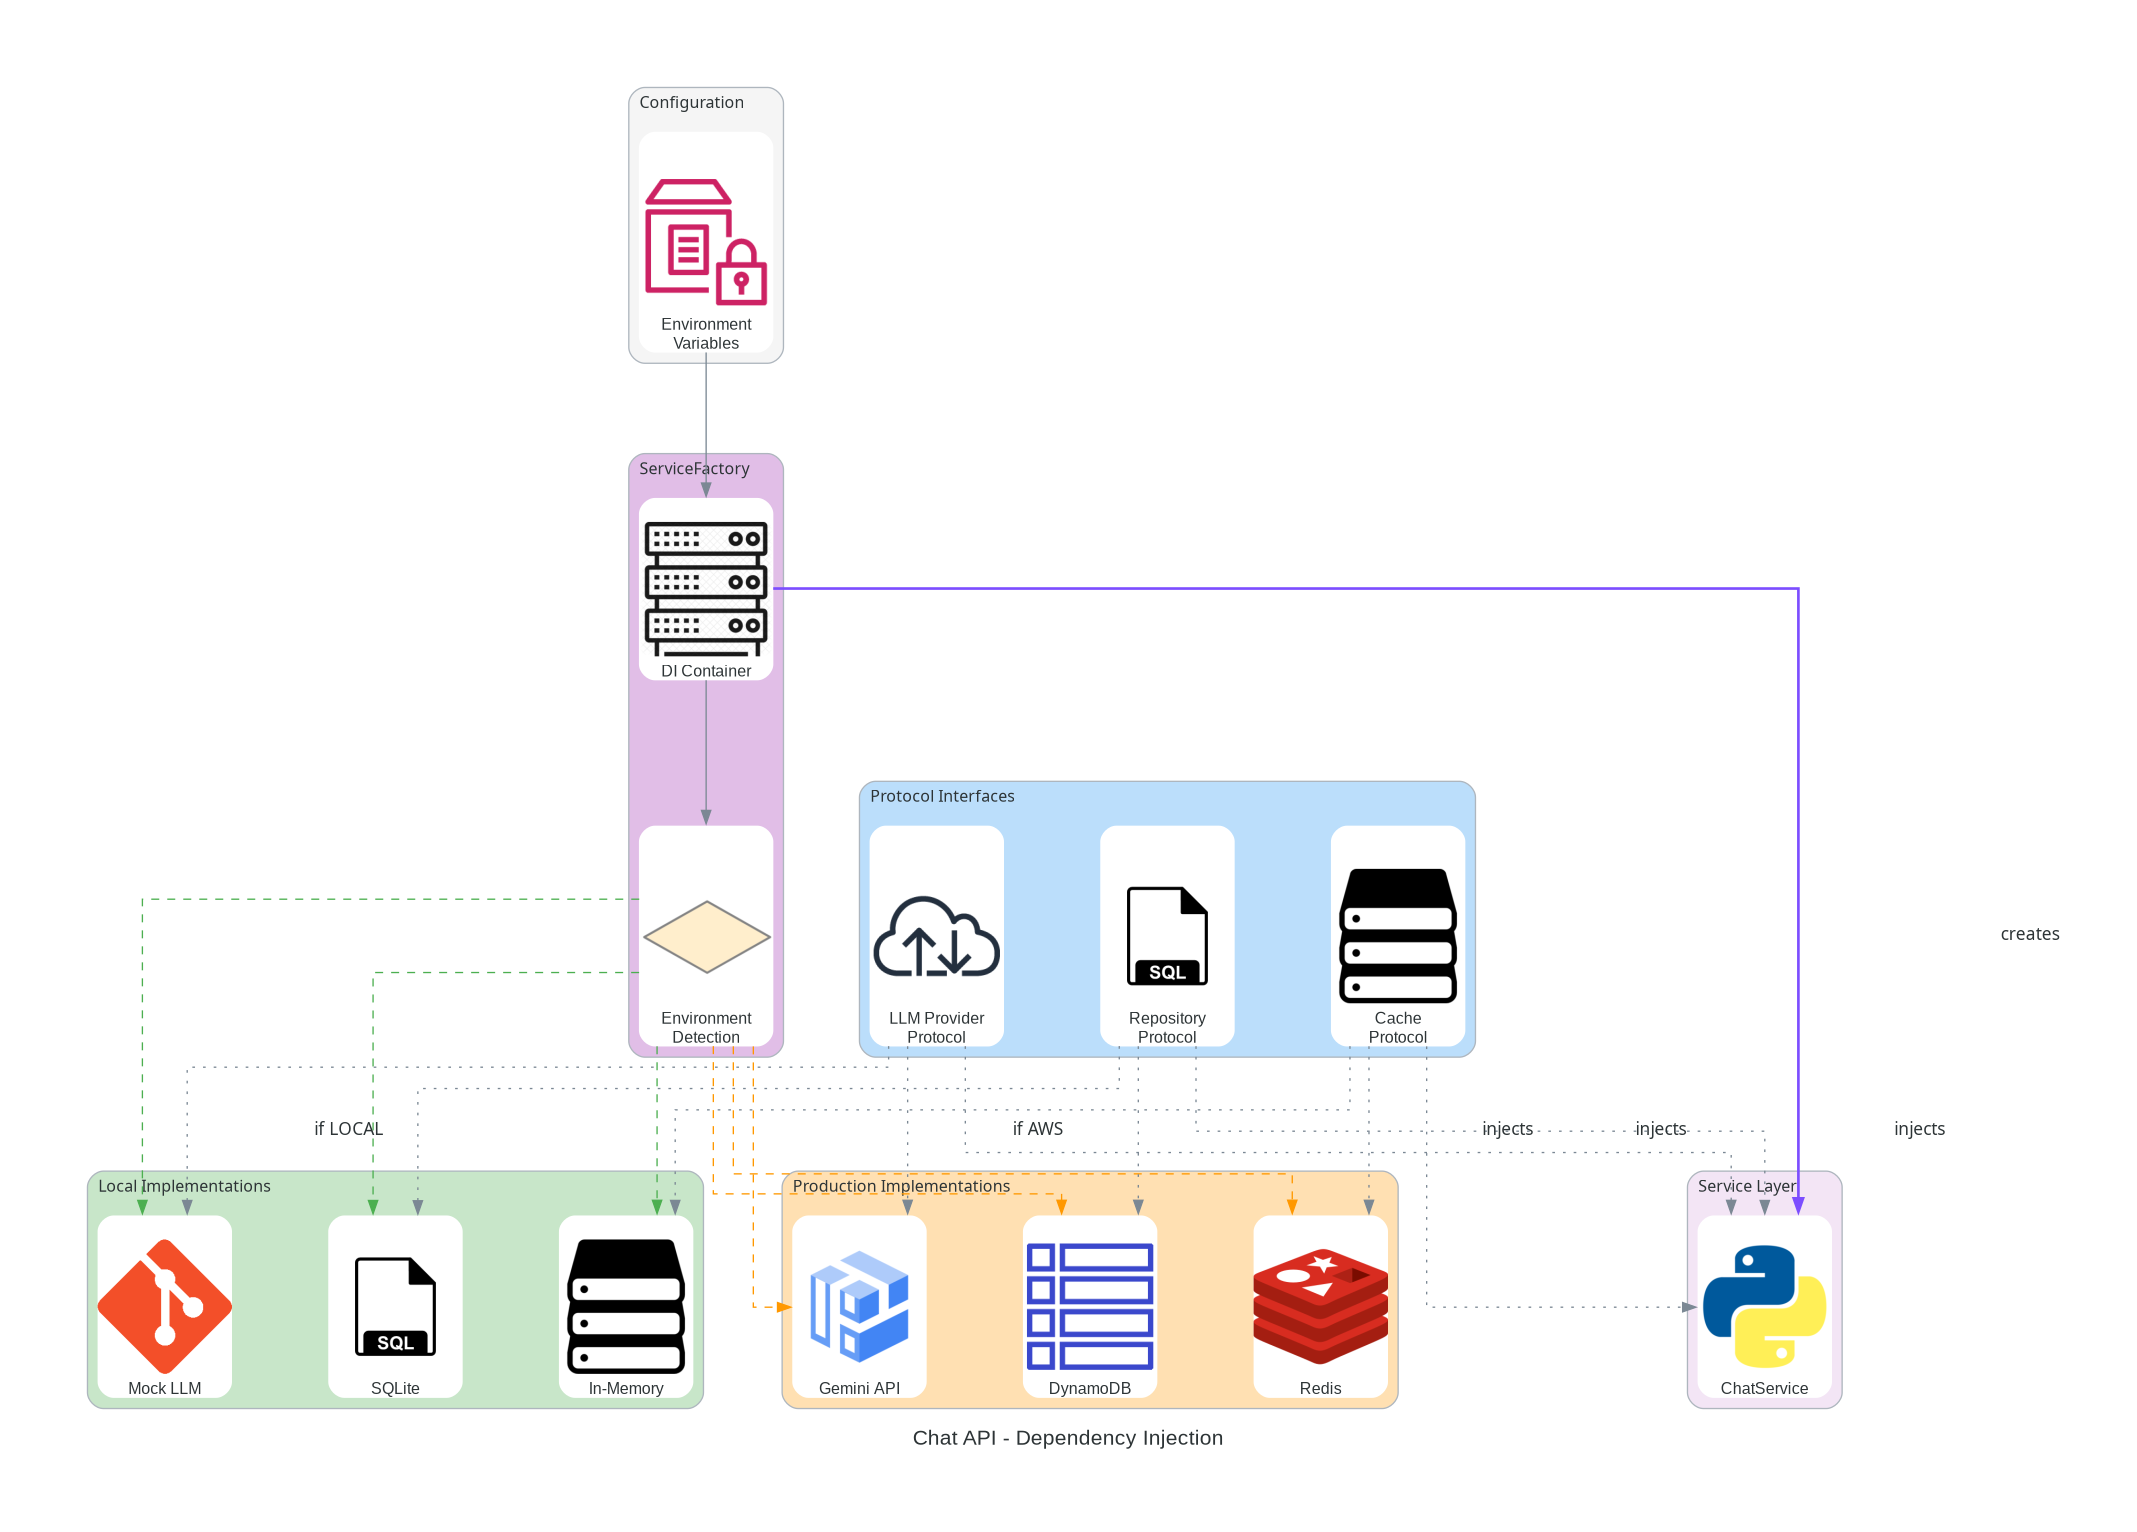 Configuration
Environment
Variables
ServiceFactory
DI Container
Protocol Interfaces
creates
SQL
Environment
Detection
LLM Provider
Protocol
Repository
Protocol
Cache
Protocol
if LOCAL
if AWS
injects
injects
injects
Local Implementations
Production Implementations
Service Layer
SQL
Mock LLM
SQLite
In-Memory
Gemini API
DynamoDB
Redis
ChatService
Chat API - Dependency Injection